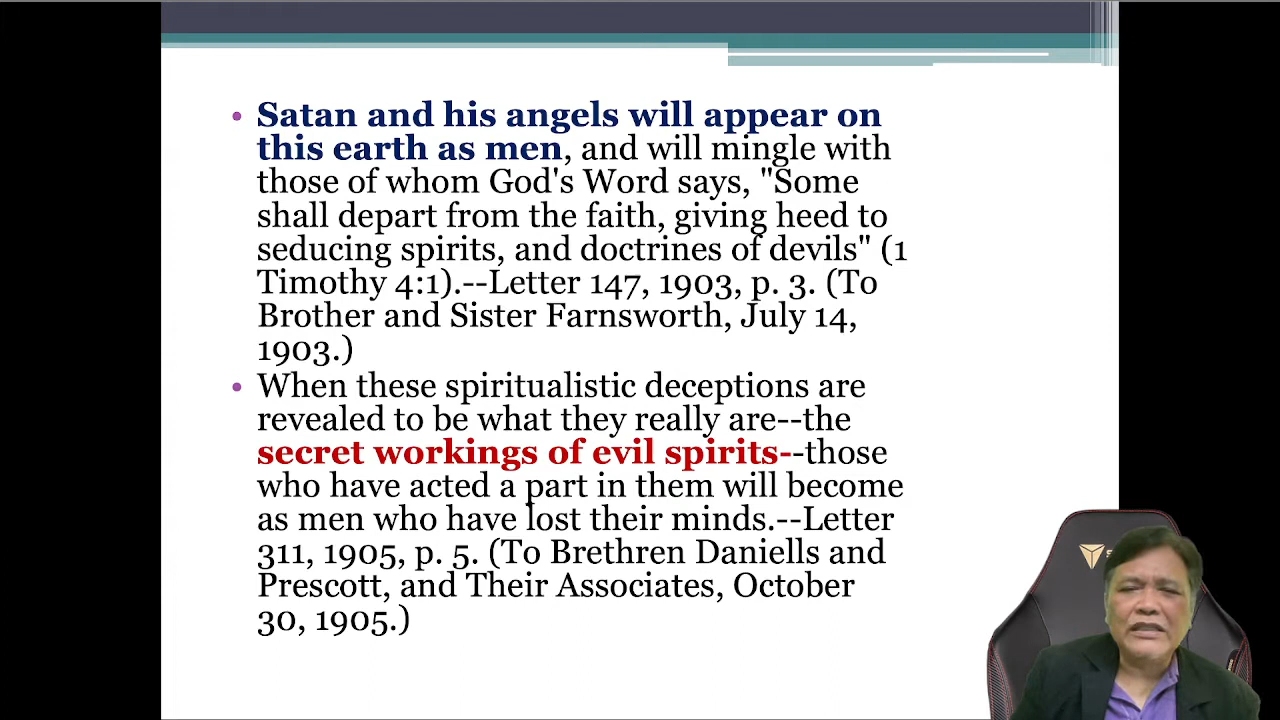 Satan and his angels will appear on
this earth as men, and will mingle with
those of whom God's Word says, "Some
shall depart from the faith, giving heed to
seducing spirits, and doctrines of devils" (1
Timothy 4:1).--Letter 147, 1903, p. 3. (To
Brother and Sister Farnsworth, July 14,
1903.)
When these spiritualistic deceptions are
revealed to be what they really are--the
secret workings of evil spirits--those
who have acted a part in them will become
as men who have lost their minds.--Letter
311, 1905, p. 5. (To Brethren Daniells and
Prescott, and Their Associates, October
30, 1905.)